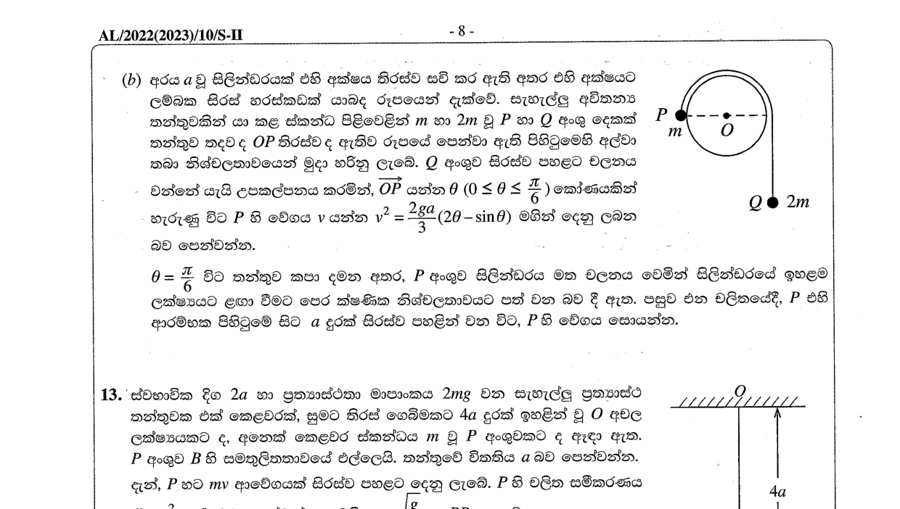 AL/2022(2023)/10/S-II
- 8 -
(b) අරය a වූ සිලින්ඩරයක් එහි අක්ෂය තිරස්ව සවි කර ඇති අතර එහි අක්ෂයට
ලම්බක සිරස් හරස්කඩක් යාබද රූපයෙන් දැක්වේ. සැහැල්ලු අවිතන්‍ය
තන්තුවකින් යා කළ ස්කන්ධ පිළිවෙළින් m හා 2m වූ P හා Q අංශු දෙකක්
තන්තුව තදව ද OP තිරස්ව ද ඇතිව රූපයේ පෙන්වා ඇති පිහිටුමෙහි අල්වා
තබා නිශ්චලතාවයෙන් මුදා හරිනු ලැබේ. Q අංශුව සිරස්ව පහළට චලනය
වන්නේ යැයි උපකල්පනය කරමින්, \overrightarrow{OP} යන්න θ (0 ≤ θ ≤ π/6) කෝණයකින්
හැරුණු විට P හි වේගය v යන්න v² = 2ga/3 (2θ – sinθ) මගින් දෙනු ලබන
බව පෙන්වන්න.
P
m
O
Q
2m
θ = π/6 විට තන්තුව කපා දමන අතර, P අංශුව සිලින්ඩරය මත චලනය වෙමින් සිලින්ඩරයේ ඉහළම
ලක්ෂ්‍යයට ළඟා වීමට පෙර ක්ෂණික නිශ්චලතාවයට පත් වන බව දී ඇත. පසුව එන චලිතයේදී, P එහි
ආරම්භක පිහිටුමේ සිට a දුරක් සිරස්ව පහළින් වන විට, P හි වේගය සොයන්න.
13. ස්වභාවික දිග 2a හා ප්‍රත්‍යාස්ථතා මාපාංකය 2mg වන සැහැල්ලු ප්‍රත්‍යාස්ථ
තන්තුවක එක් කෙළවරක්, සුමට තිරස් ගෙබිමකට 4a දුරක් ඉහළින් වූ O අචල
ලක්ෂ්‍යයකට ද, අනෙක් කෙළවර ස්කන්ධය m වූ P අංශුවකට ද ඈඳා ඇත.
P අංශුව B හි සමතුලිතතාවයේ එල්ලෙයි. තන්තුවේ විතතිය a බව පෙන්වන්න.
දැන්, P හට mv ආවේගයක් සිරස්ව පහළට දෙනු ලැබේ. P හි චලිත සමීකරණය
O
4a